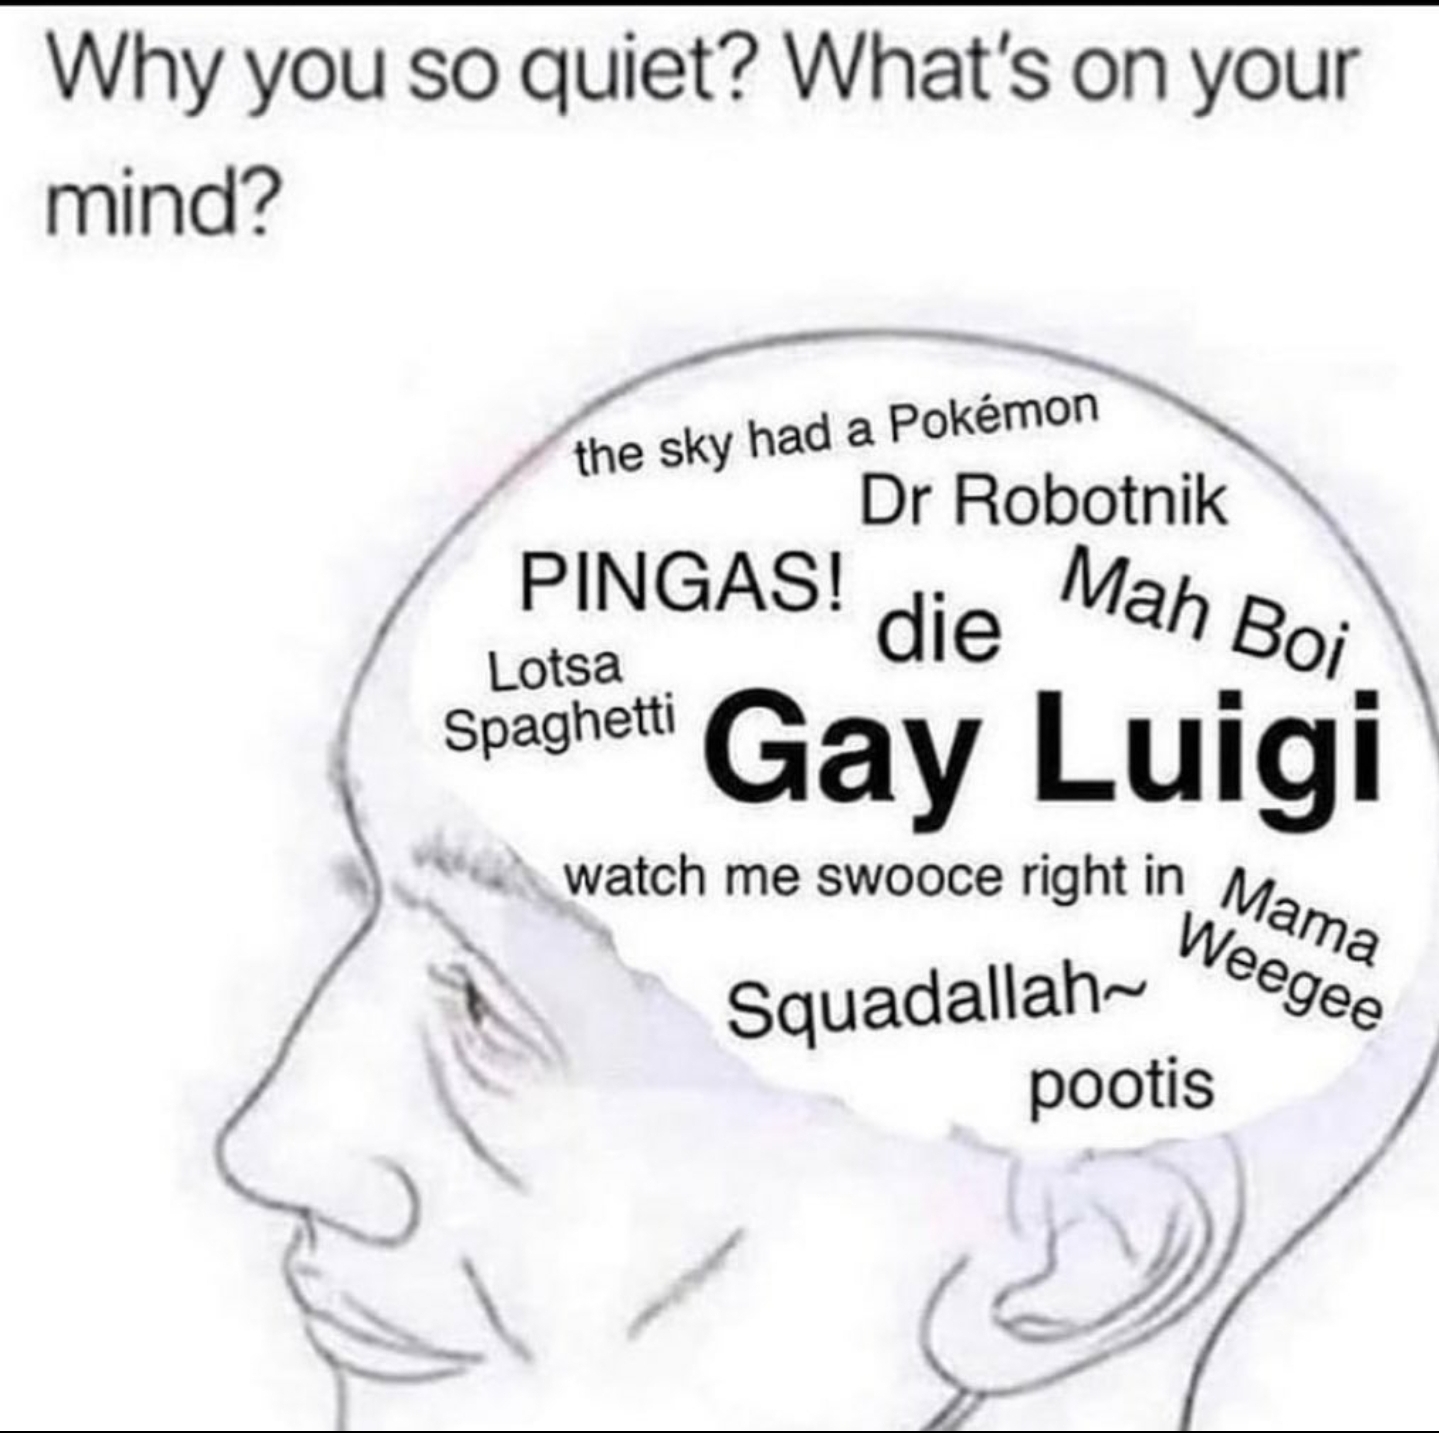 Why you so quiet? What's on your
mind?
the sky had a Pokémon
Dr Robotnik
PINGAS!
die
Mah Boi
Lotsa
Spaghetti
Gay Luigi
watch me swooce right in
Mama
Weegee
Squadallah~
pootis